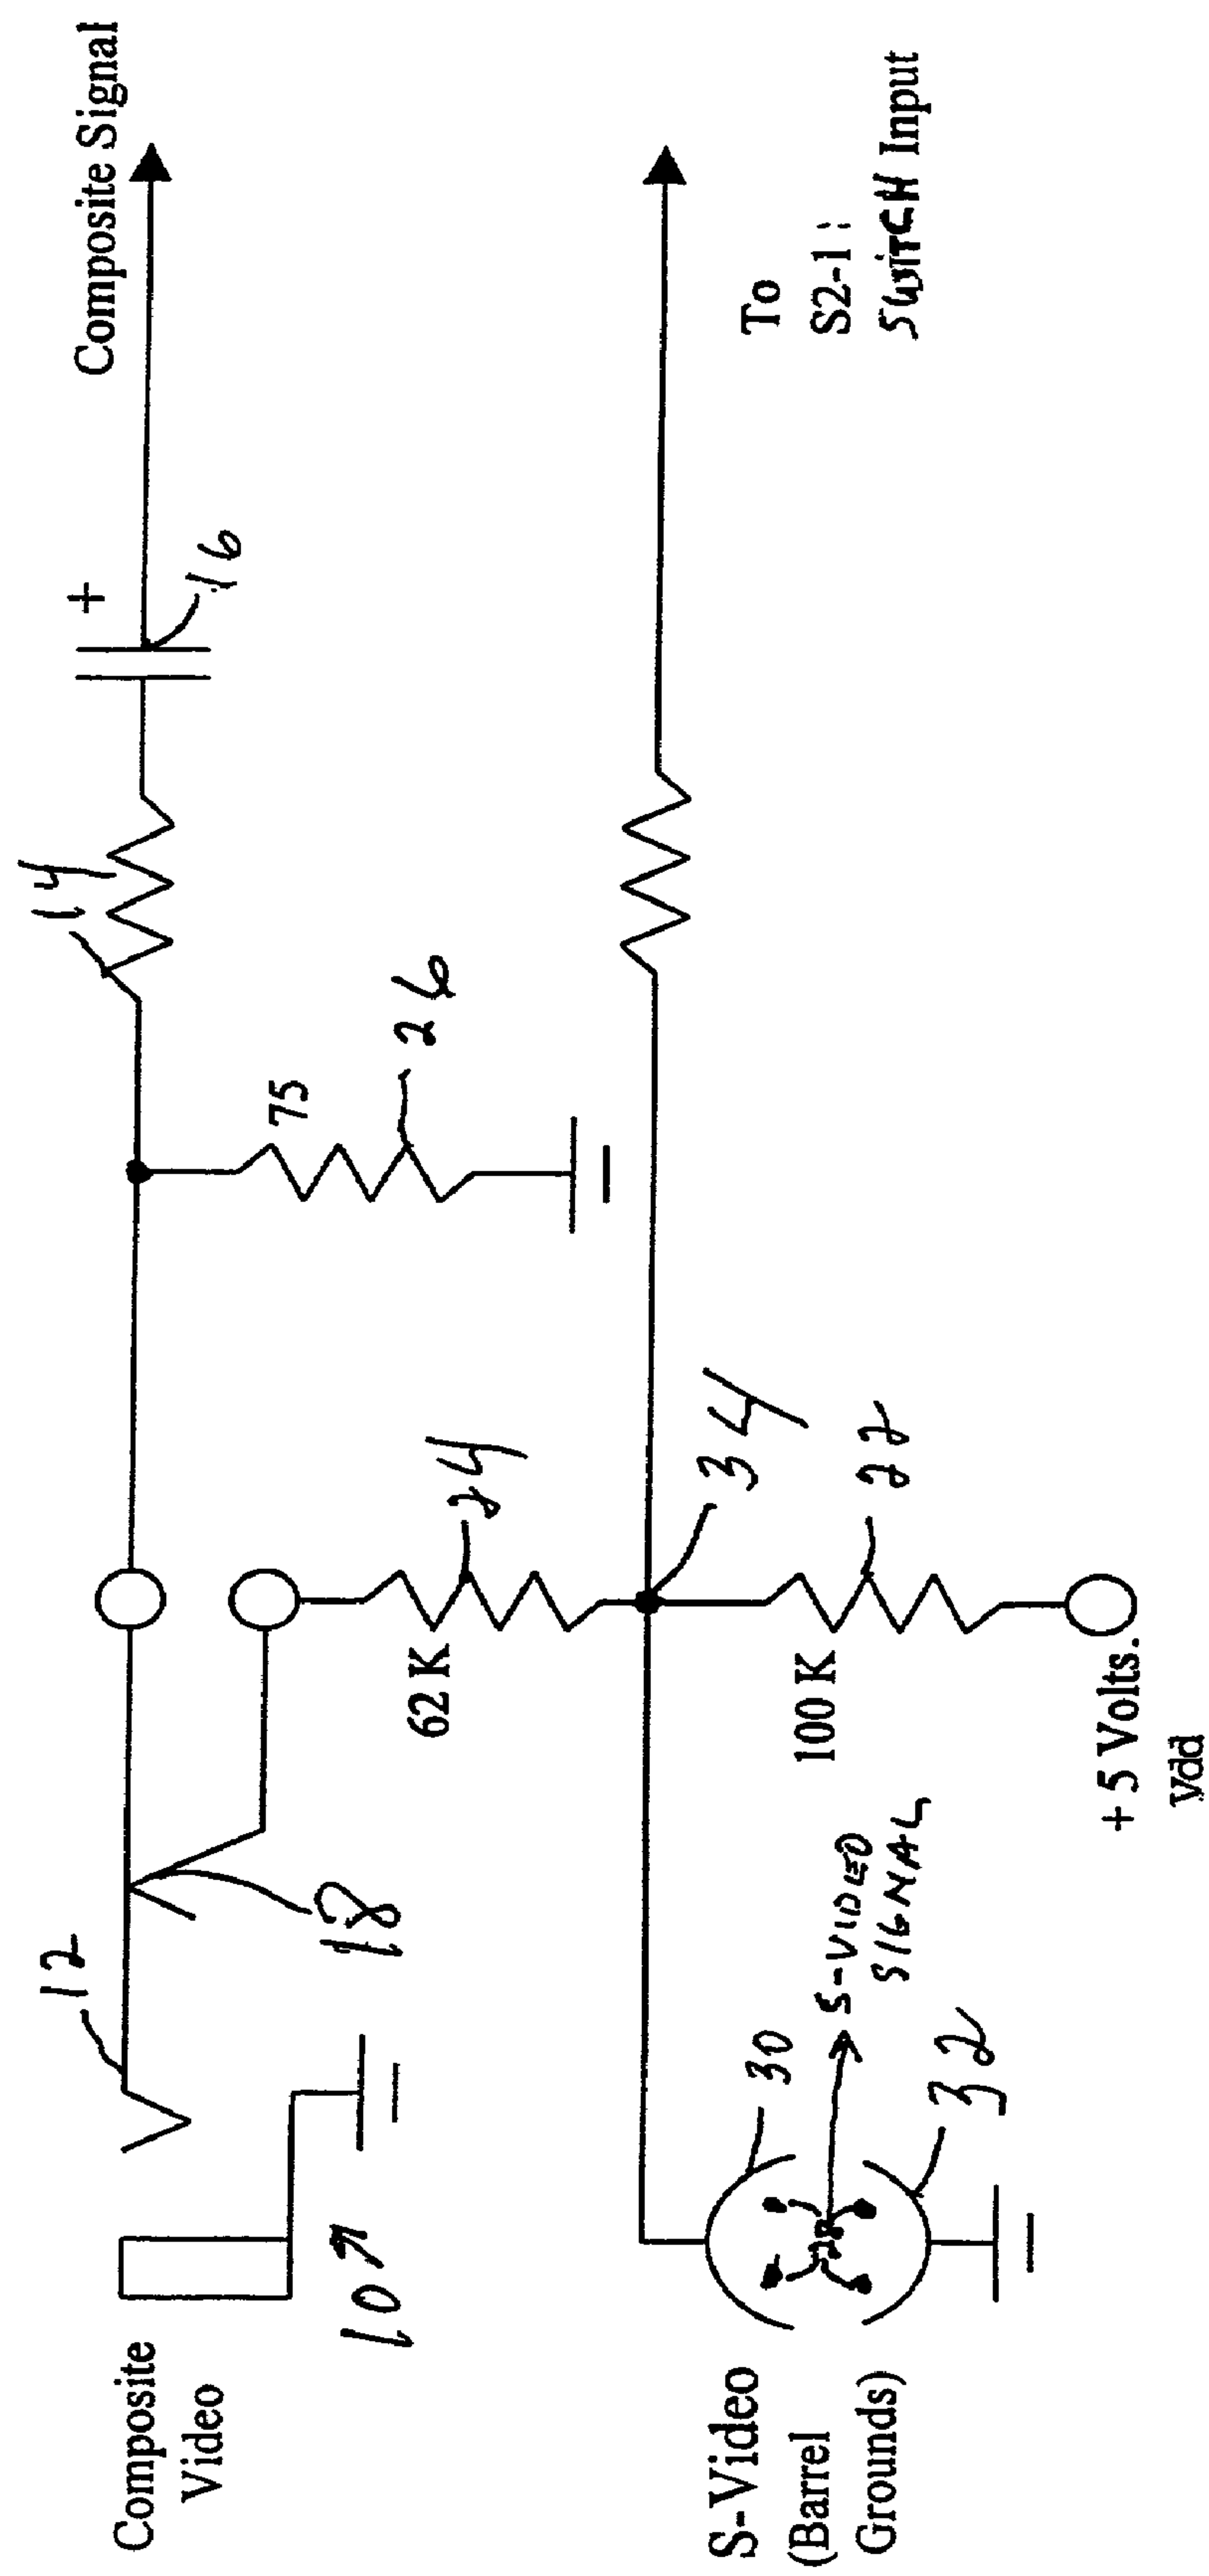 Composite
Video
10
12
18
Composite Signal
+
16
14
75
26
62 K
24
34
100 K
22
+ 5 Volts.
Vdd
To
S2-1:
SWITCH Input
S-Video
(Barrel
Grounds)
30
32
S-VIDEO
SIGNAL